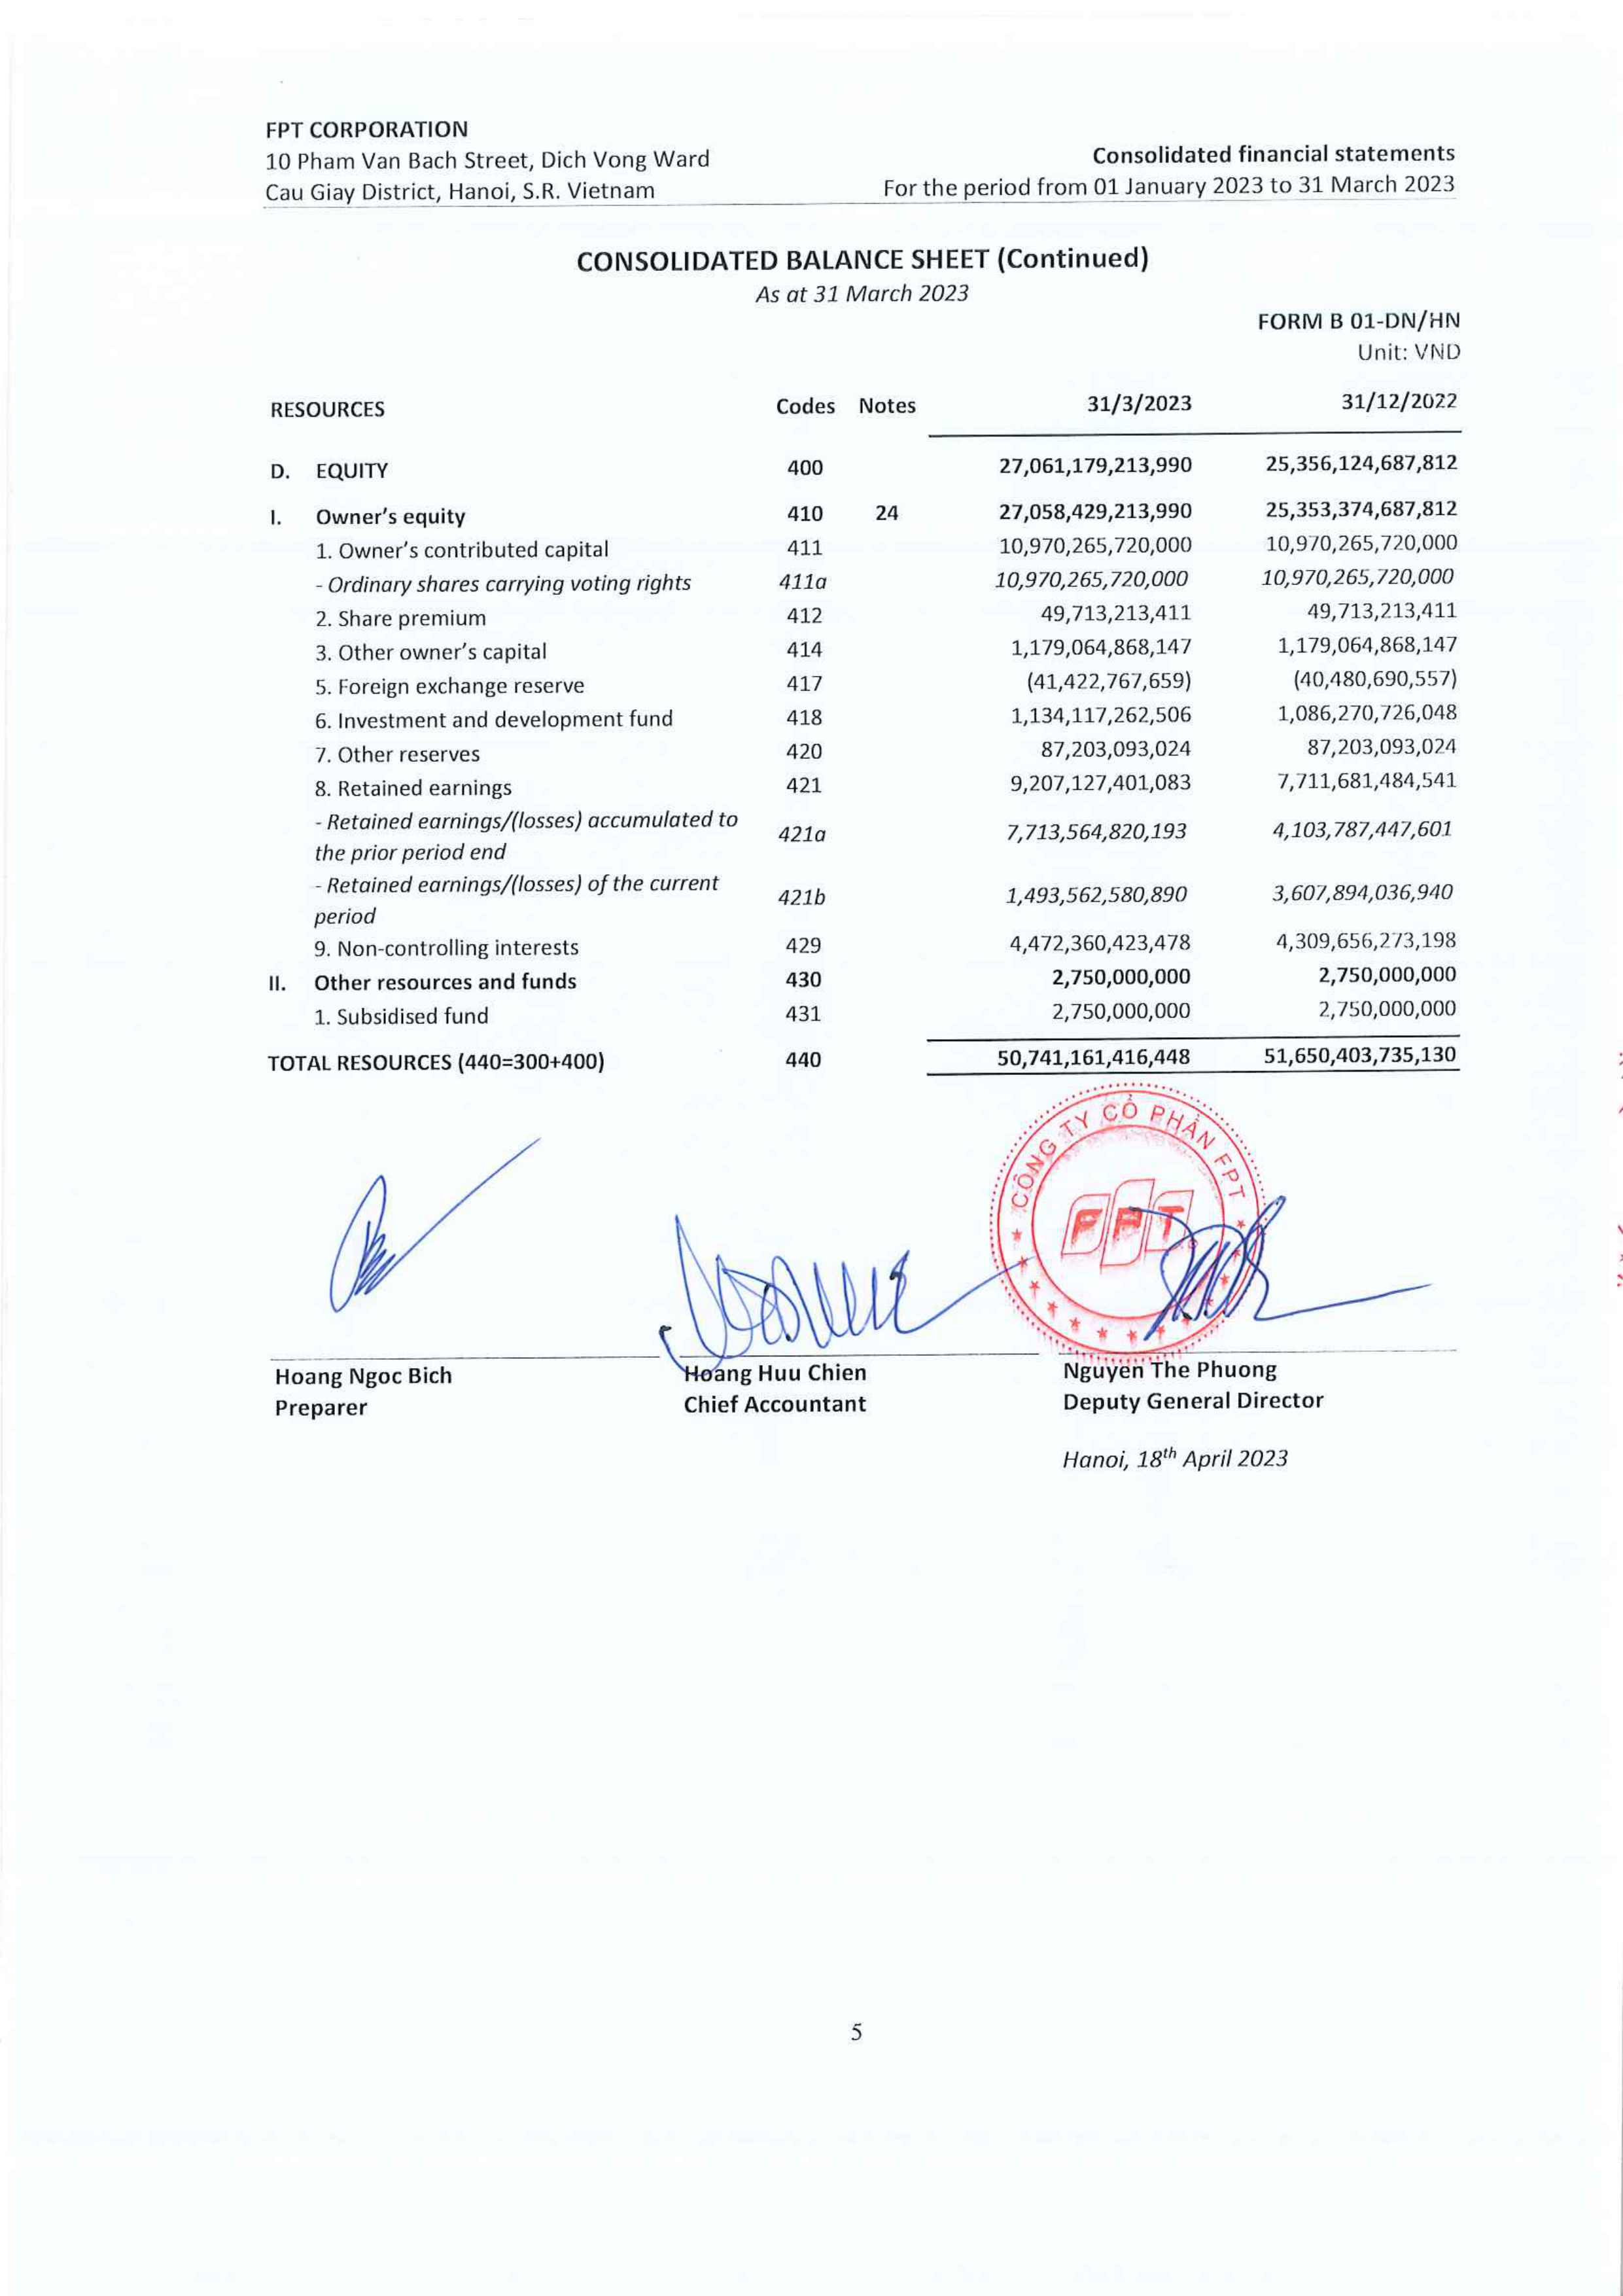 FPT CORPORATION
10 Pham Van Bach Street, Dich Vong Ward
Cau Giay District, Hanoi, S.R. Vietnam
Consolidated financial statements
For the period from 01 January 2023 to 31 March 2023
CONSOLIDATED BALANCE SHEET (Continued)
As at 31 March 2023
FORM B 01-DN/HN
Unit: VND
RESOURCES Codes Notes 31/3/2023 31/12/2022
D. EQUITY 400 27,061,179,213,990 25,356,124,687,812
I. Owner's equity 410 24 27,058,429,213,990 25,353,374,687,812
1. Owner's contributed capital 411 10,970,265,720,000 10,970,265,720,000
- Ordinary shares carrying voting rights 411a 10,970,265,720,000 10,970,265,720,000
2. Share premium 412 49,713,213,411 49,713,213,411
3. Other owner's capital 414 1,179,064,868,147 1,179,064,868,147
5. Foreign exchange reserve 417 (41,422,767,659) (40,480,690,557)
6. Investment and development fund 418 1,134,117,262,506 1,086,270,726,048
7. Other reserves 420 87,203,093,024 87,203,093,024
8. Retained earnings 421 9,207,127,401,083 7,711,681,484,541
- Retained earnings/(losses) accumulated to
the prior period end 421a 7,713,564,820,193 4,103,787,447,601
- Retained earnings/(losses) of the current
period 421b 1,493,562,580,890 3,607,894,036,940
9. Non-controlling interests 429 4,472,360,423,478 4,309,656,273,198
II. Other resources and funds 430 2,750,000,000 2,750,000,000
1. Subsidised fund 431 2,750,000,000 2,750,000,000
TOTAL RESOURCES (440=300+400) 440 50,741,161,416,448 51,650,403,735,130
CÔNG TY CỔ PHẦN FPT
FPT
Hoang Ngoc Bich
Preparer
Hoang Huu Chien
Chief Accountant
Nguyen The Phuong
Deputy General Director
Hanoi, 18th April 2023
5